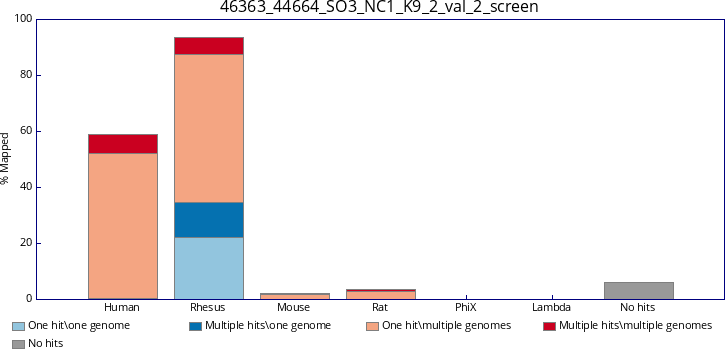 46363_44664_SO3_NC1_K9_2_val_2_screen
% Mapped
100
80
60
40
20
0
Human Rhesus Mouse Rat PhiX Lambda No hits
One hit\one genome Multiple hits\one genome One hit\multiple genomes Multiple hits\multiple genomes
No hits